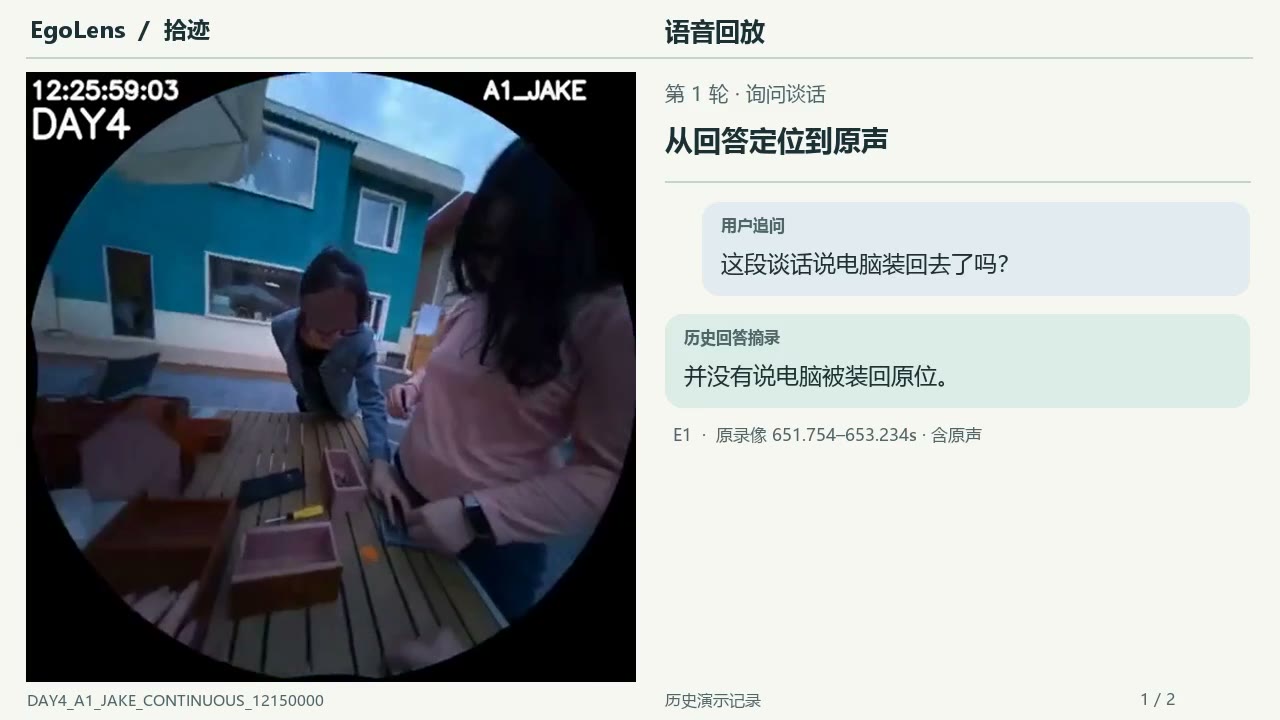 EgoLens / 拾迹
语音回放
12:25:59:03
A1_JAKE
DAY4
第 1 轮 · 询问谈话
从回答定位到原声
用户追问
这段谈话说电脑装回去了吗?
历史回答摘录
并没有说电脑被装回原位。
E1 · 原录像 651.754–653.234s · 含原声
DAY4_A1_JAKE_CONTINUOUS_12150000
历史演示记录
1 / 2